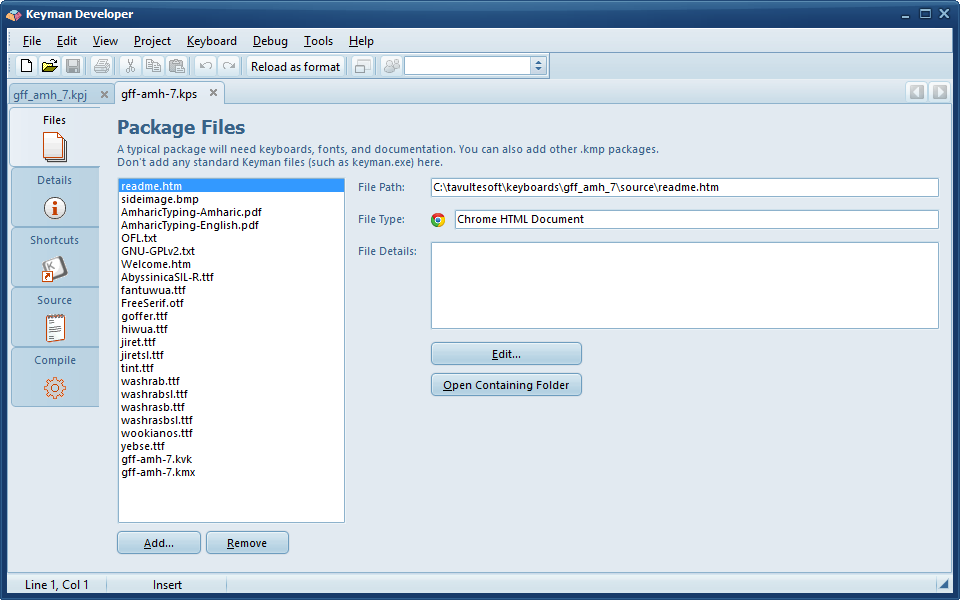 Keyman Developer
File Edit View Project Keyboard Debug Tools Help
Reload as format
gff_amh_7.kpj
gff-amh-7.kps
Files
Details
Shortcuts
Source
Compile
Package Files
A typical package will need keyboards, fonts, and documentation. You can also add other .kmp packages.
Don't add any standard Keyman files (such as keyman.exe) here.
readme.htm
sideimage.bmp
AmharicTyping-Amharic.pdf
AmharicTyping-English.pdf
OFL.txt
GNU-GPLv2.txt
Welcome.htm
AbyssinicaSIL-R.ttf
fantuwua.ttf
FreeSerif.otf
goffer.ttf
hiwua.ttf
jiret.ttf
jiretsl.ttf
tint.ttf
washrab.ttf
washrabsl.ttf
washrasb.ttf
washrasbsl.ttf
wookianos.ttf
yebse.ttf
gff-amh-7.kvk
gff-amh-7.kmx
Add...
Remove
File Path: C:\tavultesoft\keyboards\gff_amh_7\source\readme.htm
File Type: Chrome HTML Document
File Details:
Edit...
Open Containing Folder
Line 1, Col 1
Insert